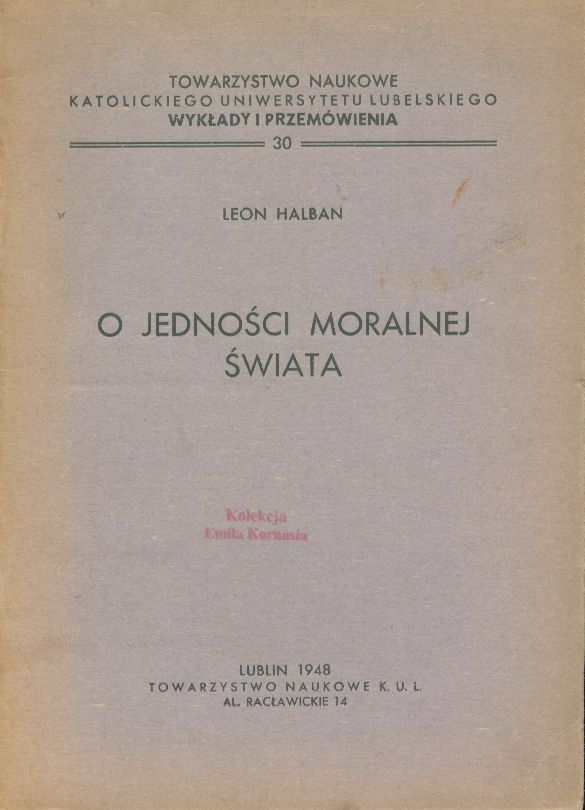 TOWARZYSTWO NAUKOWE
KATOLICKIEGO UNIWERSYTETU LUBELSKIEGO
WYKŁADY I PRZEMÓWIENIA
30
LEON HALBAN
O JEDNOŚCI MORALNEJ
ŚWIATA
Kolekcja
Emila Kornasia
LUBLIN 1948
TOWARZYSTWO NAUKOWE K. U. L.
AL. RACŁAWICKIE 14